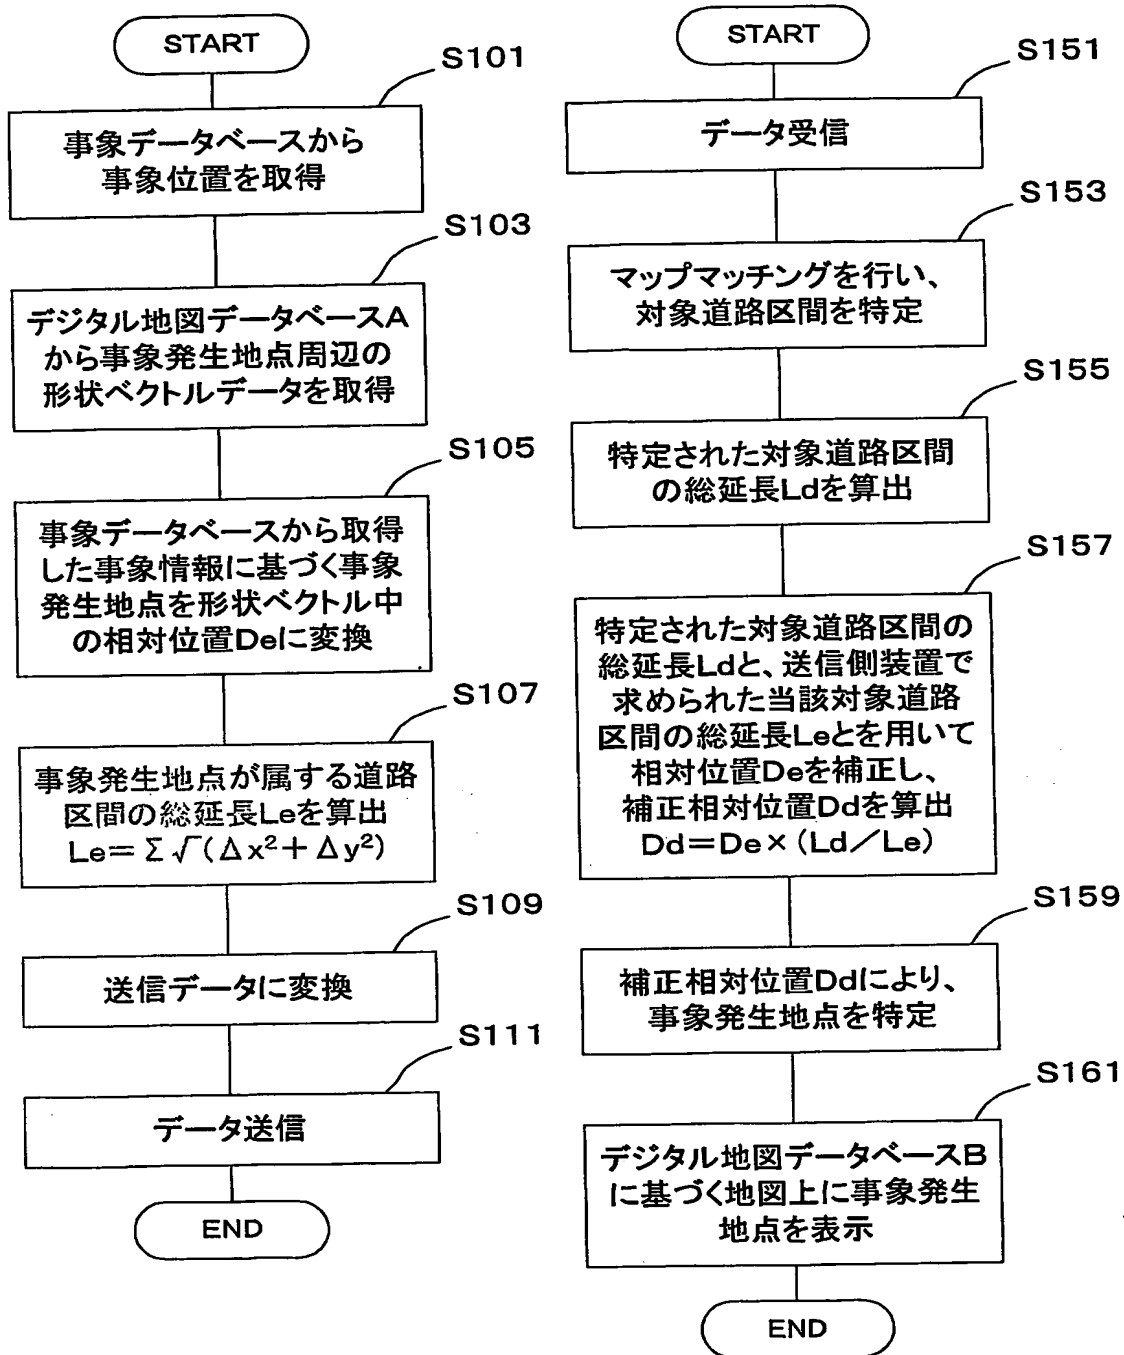 START
S101
事象データベースから
事象位置を取得
S103
デジタル地図データベースA
から事象発生地点周辺の
形状ベクトルデータを取得
S105
事象データベースから取得
した事象情報に基づく事象
発生地点を形状ベクトル中
の相対位置Deに変換
S107
事象発生地点が属する道路
区間の総延長Leを算出
Le=Σ√(Δx²+Δy²)
S109
送信データに変換
S111
データ送信
END
START
S151
データ受信
S153
マップマッチングを行い、
対象道路区間を特定
S155
特定された対象道路区間
の総延長Ldを算出
S157
特定された対象道路区間の
総延長Ldと、送信側装置で
求められた当該対象道路
区間の総延長Leとを用いて
相対位置Deを補正し、
補正相対位置Ddを算出
Dd=De×(Ld/Le)
S159
補正相対位置Ddにより、
事象発生地点を特定
S161
デジタル地図データベースB
に基づく地図上に事象発生
地点を表示
END